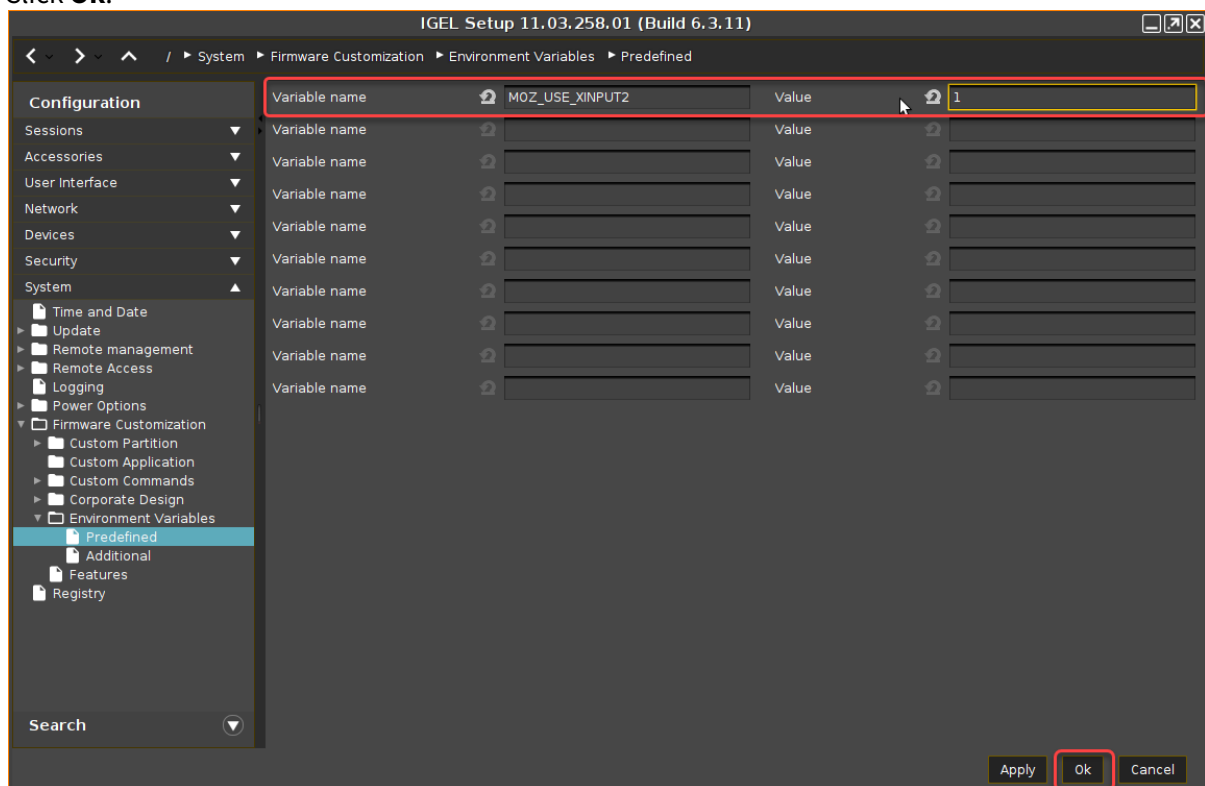 Click Ok.
IGEL Setup 11.03.258.01 (Build 6.3.11)
/ ► System ► Firmware Customization ► Environment Variables ► Predefined
Configuration
Sessions
Accessories
User Interface
Network
Devices
Security
System
Time and Date
Update
Remote management
Remote Access
Logging
Power Options
Firmware Customization
Custom Partition
Custom Application
Custom Commands
Corporate Design
Environment Variables
Predefined
Additional
Features
Registry
Search
Variable name MOZ_USE_XINPUT2 Value 1
Variable name Value
Variable name Value
Variable name Value
Variable name Value
Variable name Value
Variable name Value
Variable name Value
Variable name Value
Variable name Value
Apply Ok Cancel